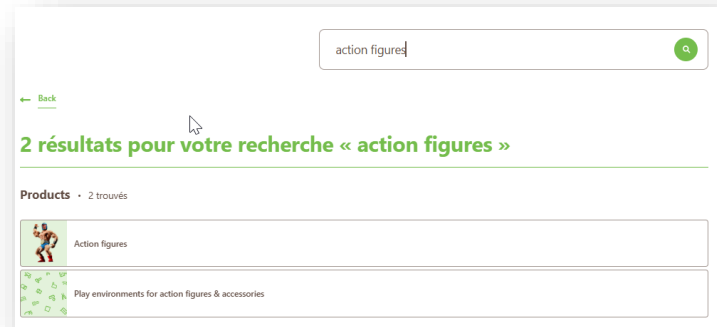 action figures
Back
2 résultats pour votre recherche « action figures »
Products • 2 trouvés
Action figures
Play environments for action figures & accessories